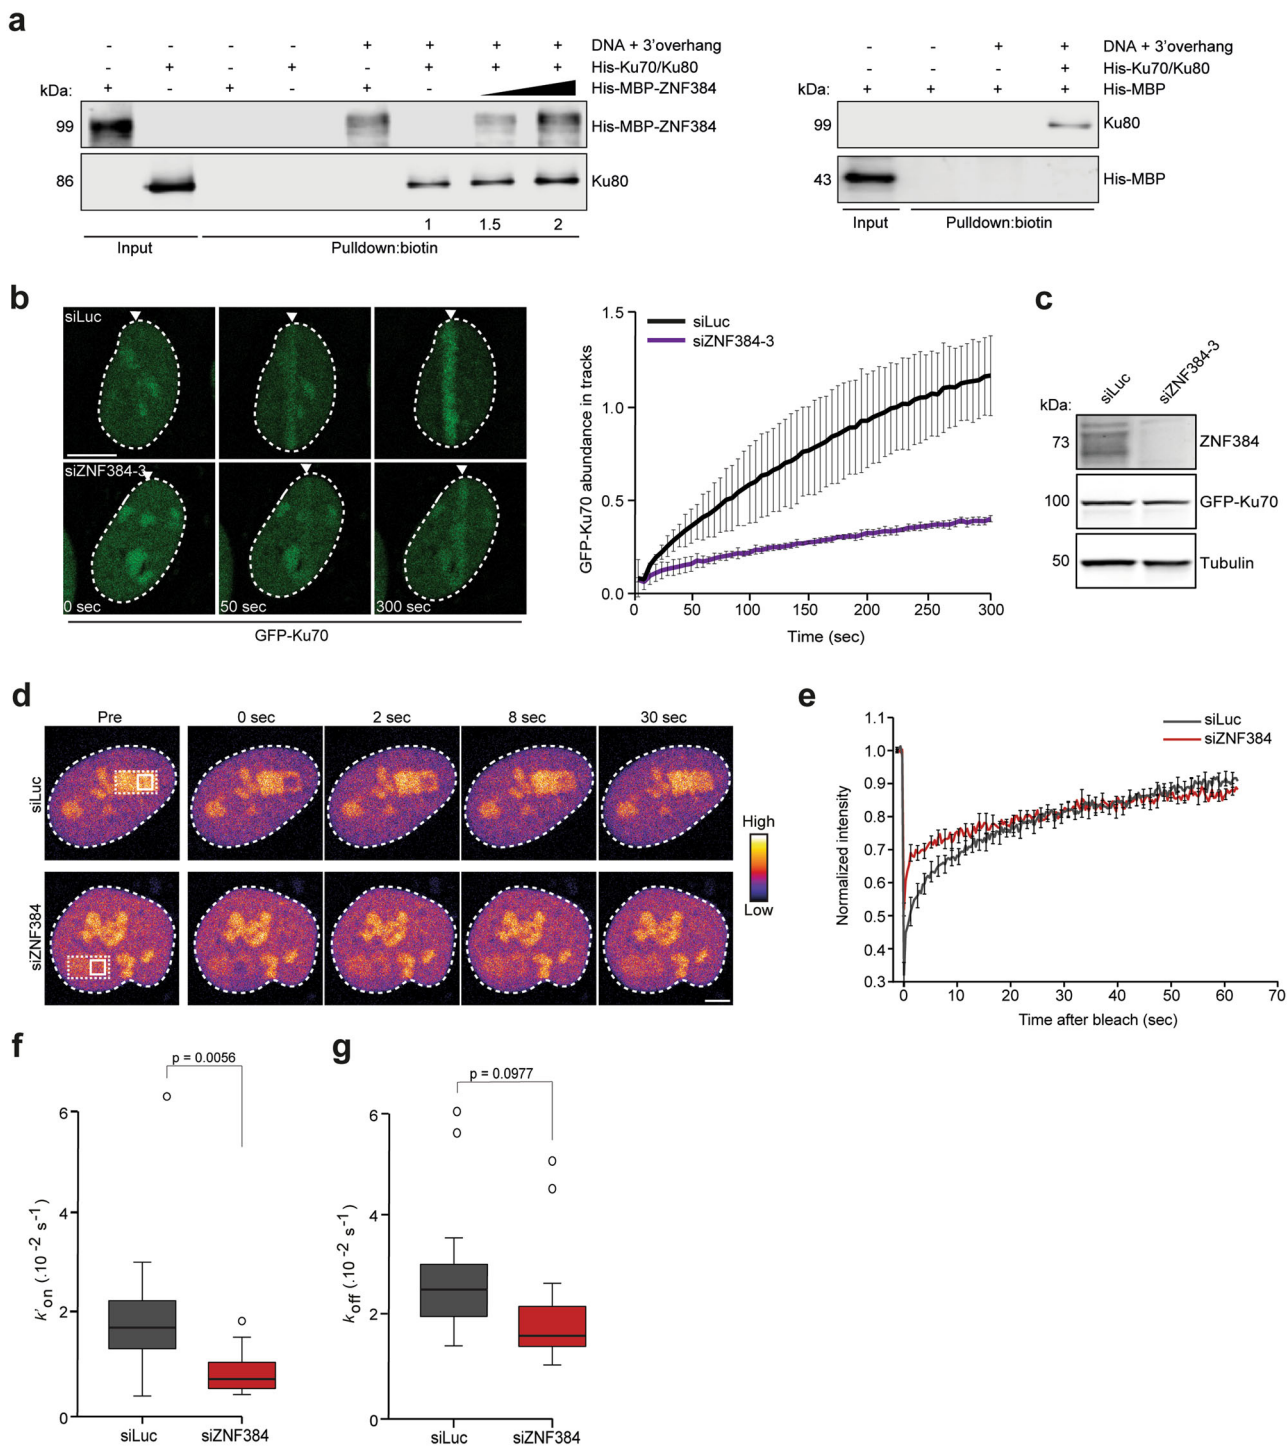 a
- - - - + + + + DNA + 3'overhang
- + - + - + + + His-Ku70/Ku80
kDa: + - + - + - His-MBP-ZNF384
99 His-MBP-ZNF384
86 Ku80
1 1.5 2
Input Pulldown:biotin
- - + + DNA + 3'overhang
- - - + His-Ku70/Ku80
kDa: + + + + His-MBP
99 Ku80
43 His-MBP
Input Pulldown:biotin
b
siLuc
siZNF384-3
0 sec 50 sec 300 sec
GFP-Ku70
siLuc
siZNF384-3
GFP-Ku70 abundance in tracks
1.5
1.0
0.5
0.0
0 50 100 150 200 250 300
Time (sec)
c
siLuc siZNF384-3
kDa:
73 ZNF384
100 GFP-Ku70
50 Tubulin
d
Pre 0 sec 2 sec 8 sec 30 sec
siLuc
siZNF384
High
Low
e
siLuc
siZNF384
Normalized intensity
1.1
1.0
0.9
0.8
0.7
0.6
0.5
0.4
0.3
0 10 20 30 40 50 60 70
Time after bleach (sec)
f
p = 0.0056
k'on (.10 -2 s-1)
6
4
2
0
siLuc siZNF384
g
p = 0.0977
koff (.10 -2 s-1)
6
4
2
0
siLuc siZNF384